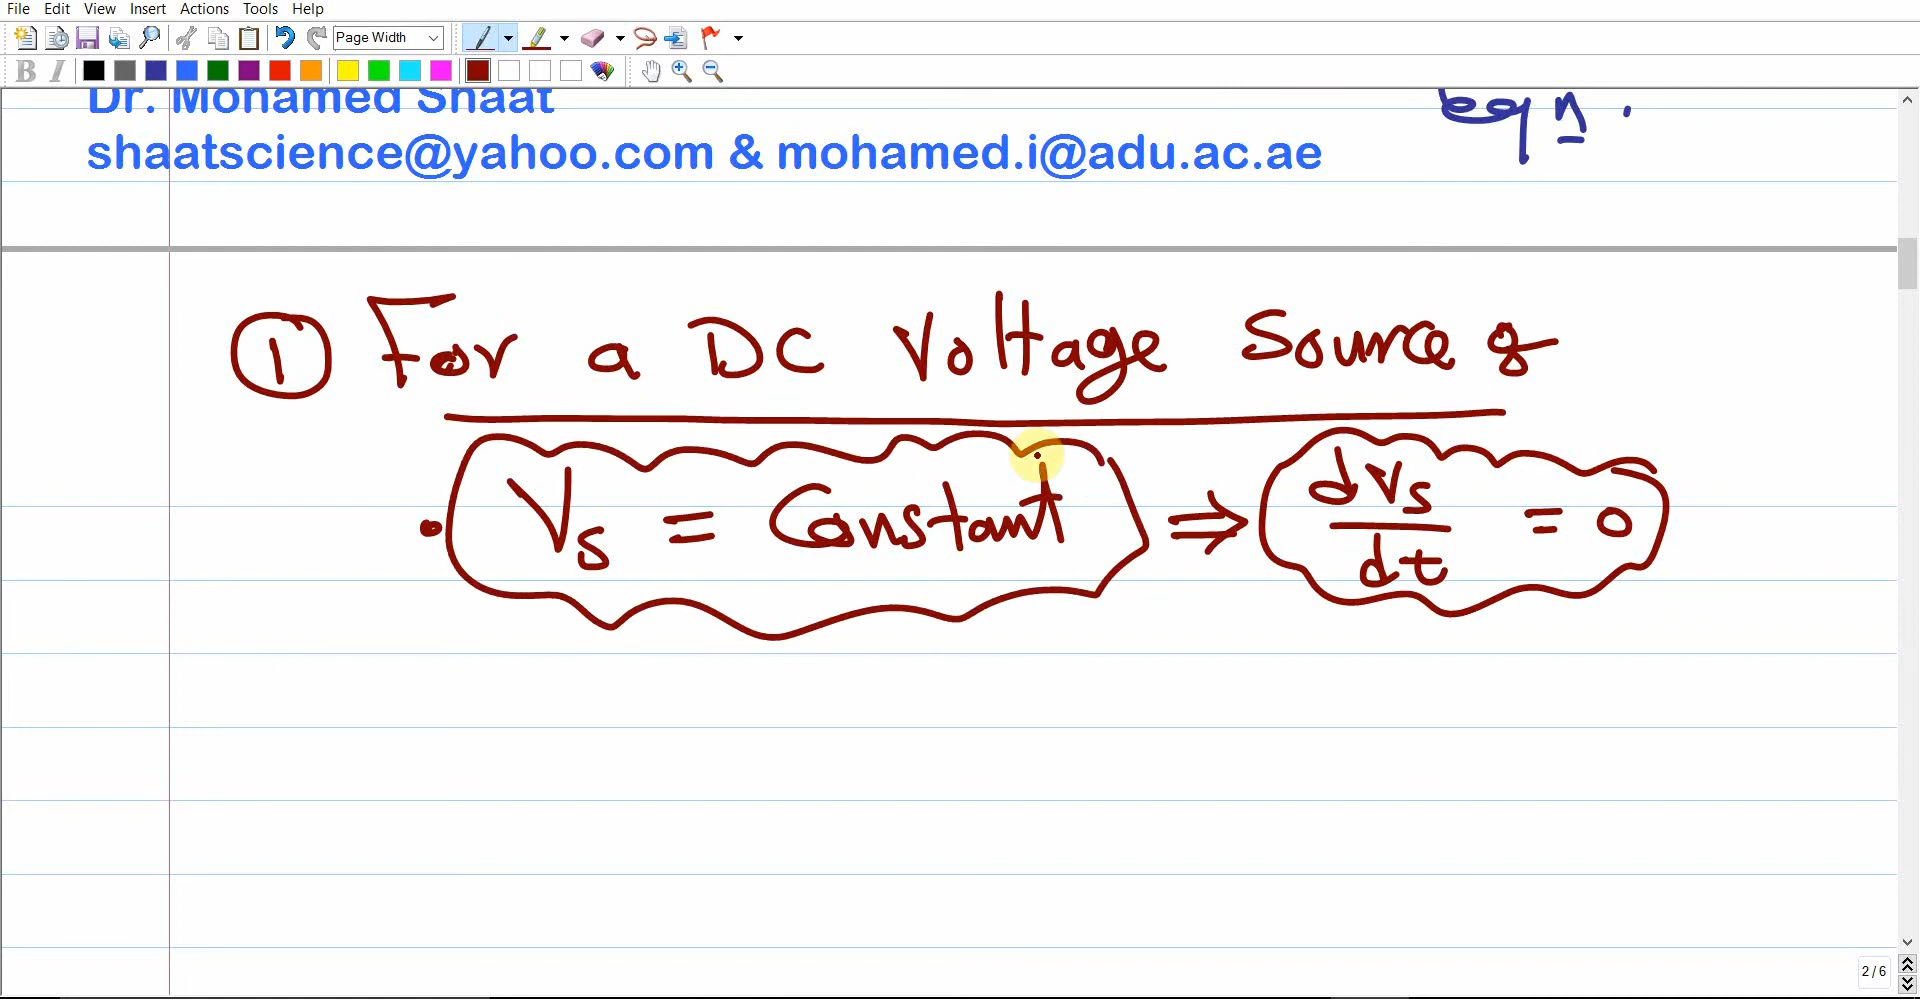 File Edit View Insert Actions Tools Help
Page Width
B I
Dr. Mohamed Shaat
shaatscience@yahoo.com & mohamed.i@adu.ac.ae
eqn.
① For a DC Voltage Source
• Vs = Constant ⇒ dVs/dt = 0
2 / 6